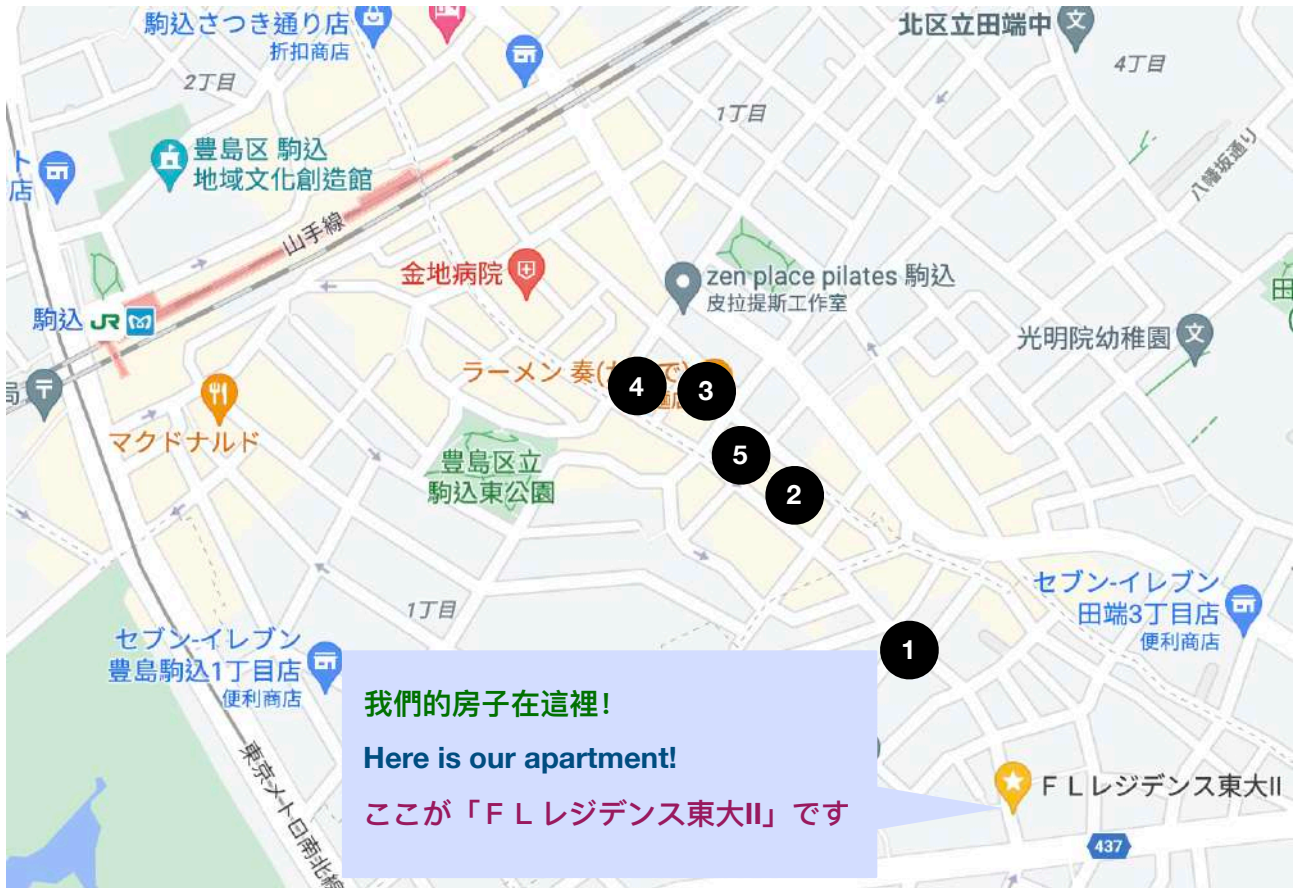 駒込さつき通り店
折扣商店
北区立田端中
文
4丁目
2丁目
1丁目
八幡坂通り
豊島区 駒込
地域文化創造館
ト
店
山手線
金地病院
zen place pilates 駒込
皮拉提斯工作室
田
駒込 JR
光明院幼稚園
文
局
ラーメン 奏(
で)
4
3
マクドナルド
豊島区立
駒込東公園
5
2
1丁目
セブン-イレブン
田端3丁目店
便利商店
セブン-イレブン
豊島駒込1丁目店
便利商店
1
我們的房子在這裡!
Here is our apartment!
ここが「ＦＬレジデンス東大II」です
東京メトロ南北線
ＦＬレジデンス東大II
437